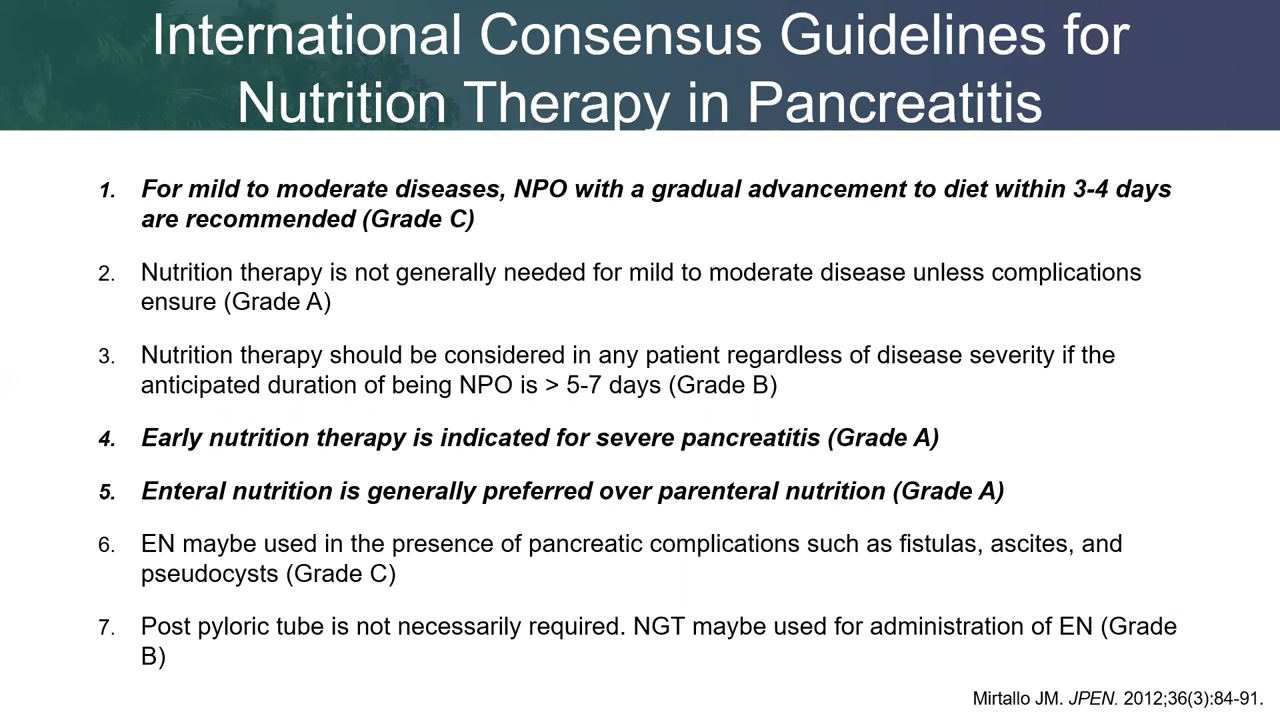 International Consensus Guidelines for
Nutrition Therapy in Pancreatitis
1. For mild to moderate diseases, NPO with a gradual advancement to diet within 3-4 days
are recommended (Grade C)
2. Nutrition therapy is not generally needed for mild to moderate disease unless complications
ensure (Grade A)
3. Nutrition therapy should be considered in any patient regardless of disease severity if the
anticipated duration of being NPO is > 5-7 days (Grade B)
4. Early nutrition therapy is indicated for severe pancreatitis (Grade A)
5. Enteral nutrition is generally preferred over parenteral nutrition (Grade A)
6. EN maybe used in the presence of pancreatic complications such as fistulas, ascites, and
pseudocysts (Grade C)
7. Post pyloric tube is not necessarily required. NGT maybe used for administration of EN (Grade
B)
Mirtallo JM. JPEN. 2012;36(3):84-91.